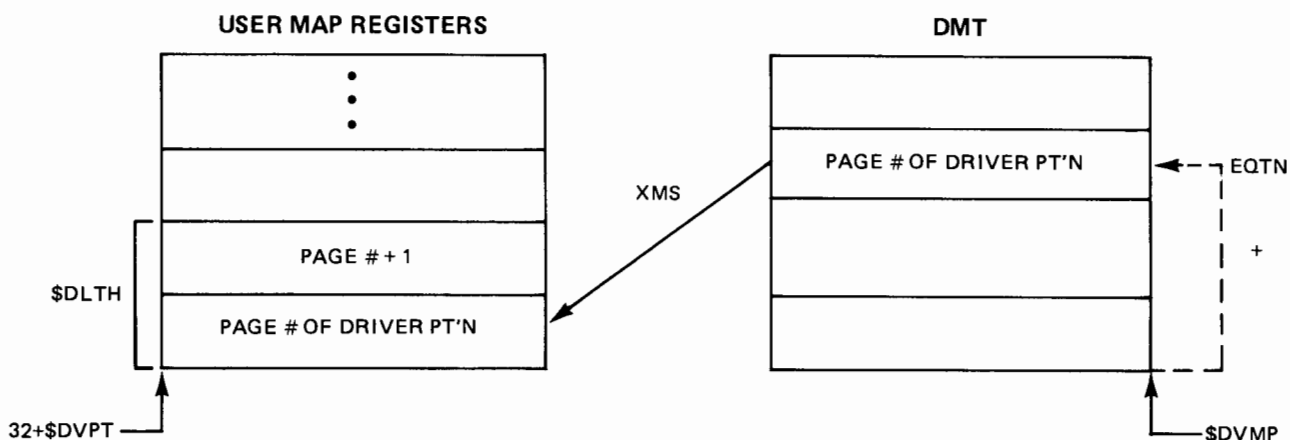 USER MAP REGISTERS
DMT
PAGE # OF DRIVER PT'N
EQTN
XMS
+
PAGE # + 1
$DLTH
PAGE # OF DRIVER PT'N
32+$DVPT
$DVMP